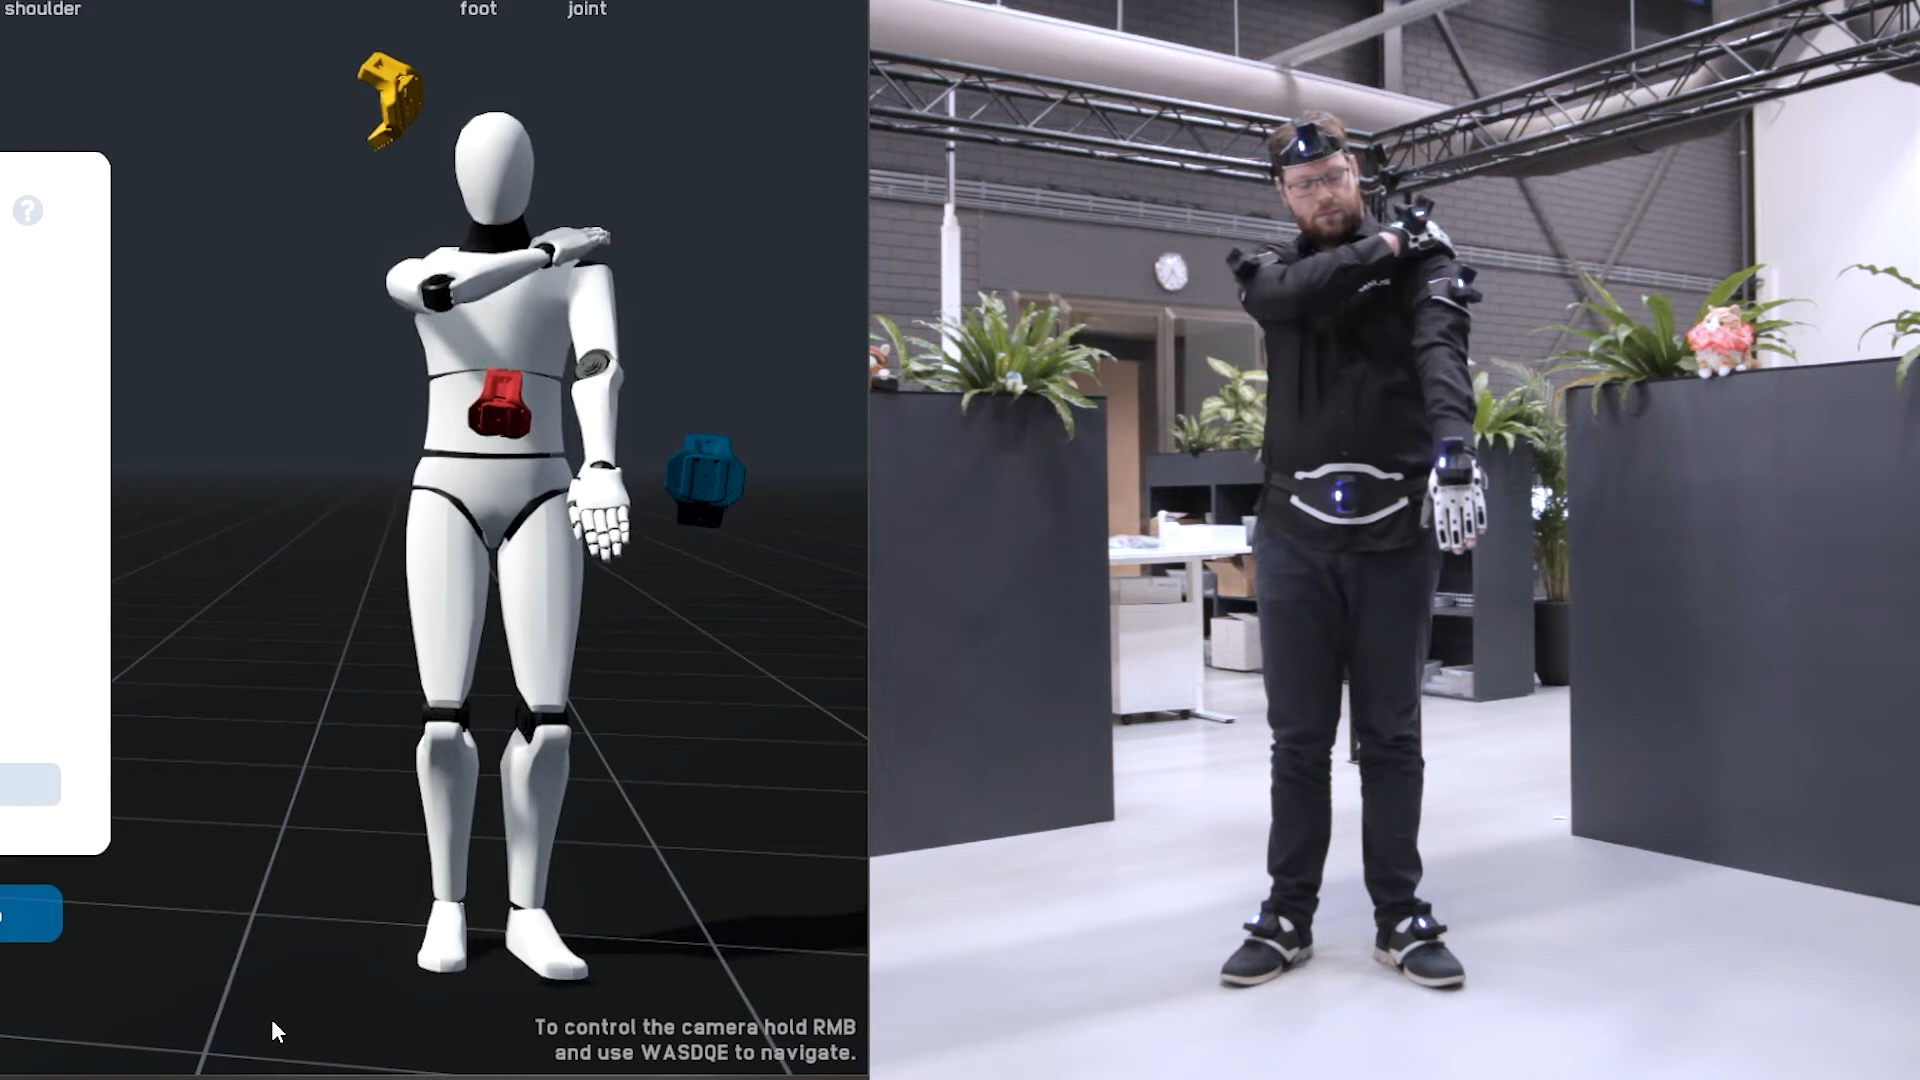 shoulder
foot
joint
?
To control the camera hold RMB
and use WASDQE to navigate.